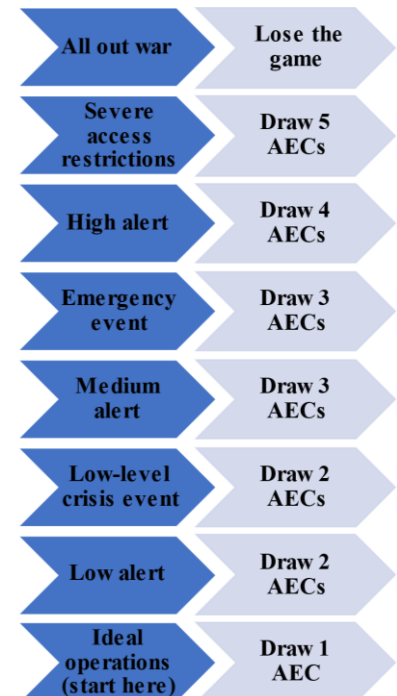 All out war
Lose the
game
Severe
access
restrictions
Draw 5
AECs
High alert
Draw 4
AECs
Emergency
event
Draw 3
AECs
Medium
alert
Draw 3
AECs
Low-level
crisis event
Draw 2
AECs
Low alert
Draw 2
AECs
Ideal
operations
(start here)
Draw 1
AEC